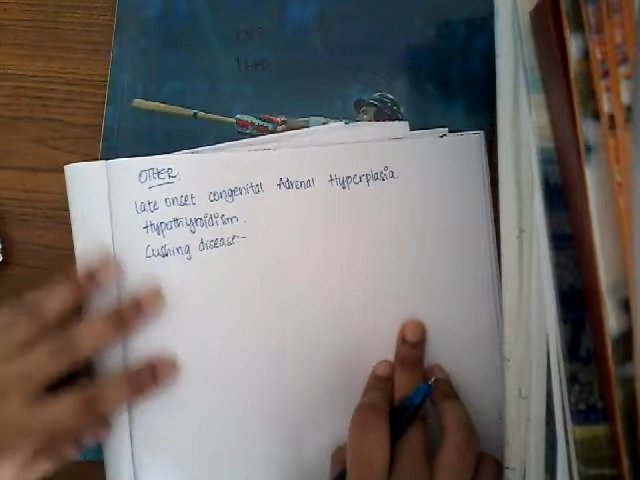 OTHER:
Late onset congenital Adrenal Hyperplasia
Hypothyroidism.
Cushing disease:-